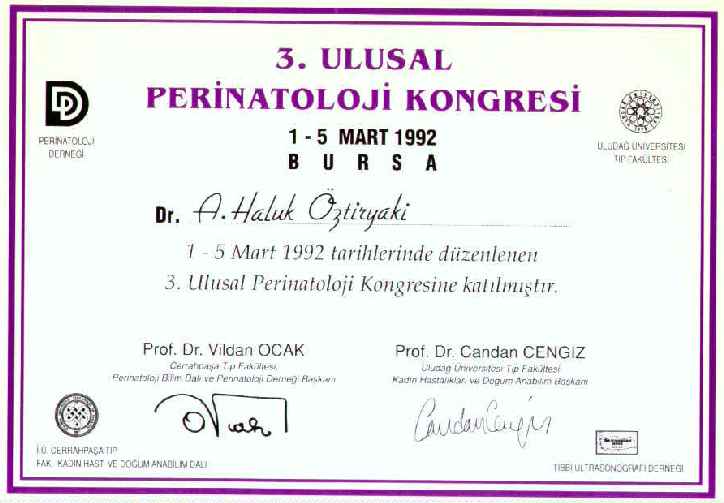 3. ULUSAL
PERİNATOLOJİ KONGRESİ
1 - 5 MART 1992
B U R S A
PERİNATOLOJİ
DERNEĞİ
ULUDAĞ ÜNİVERSİTESİ
TIP FAKÜLTESİ
Dr. A. Haluk Öztiryaki
1 - 5 Mart 1992 tarihlerinde düzenlenen
3. Ulusal Perinatoloji Kongresine katılmıştır.
Prof. Dr. Vildan OCAK
Cerrahpaşa Tıp Fakültesi
Perinatoloji Bilim Dalı ve Perinatoloji Derneği Başkanı
Prof. Dr. Candan CENGİZ
Uludağ Üniversitesi Tıp Fakültesi
Kadın Hastalıkları ve Doğum Anabilim Başkanı
Candan Cengiz
İ.Ü. CERRAHPAŞA TIP
FAK. KADIN HAST. VE DOĞUM ANABİLİM DALI
TIBBİ ULTRASONOGRAFİ DERNEĞİ